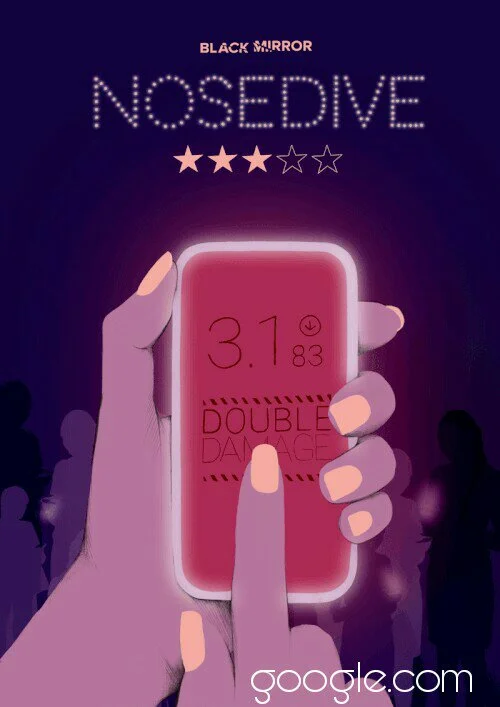 BLACK MIRROR
NOSEDIVE
3.1
83
DOUBLE
DAMAGE
google.com